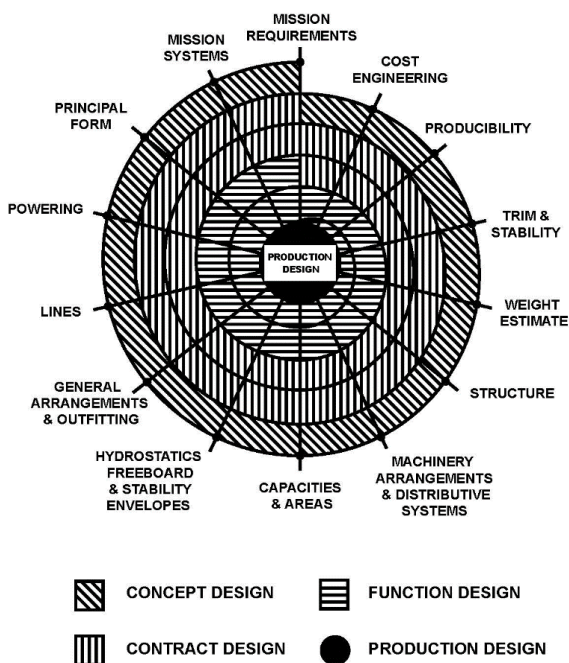 MISSION
REQUIREMENTS
COST
ENGINEERING
PRODUCIBILITY
TRIM &
STABILITY
WEIGHT
ESTIMATE
STRUCTURE
MACHINERY
ARRANGEMENTS
& DISTRIBUTIVE
SYSTEMS
CAPACITIES
& AREAS
HYDROSTATICS
FREEBOARD
& STABILITY
ENVELOPES
GENERAL
ARRANGEMENTS
& OUTFITTING
LINES
POWERING
PRINCIPAL
FORM
MISSION
SYSTEMS
PRODUCTION
DESIGN
CONCEPT DESIGN
FUNCTION DESIGN
CONTRACT DESIGN
PRODUCTION DESIGN